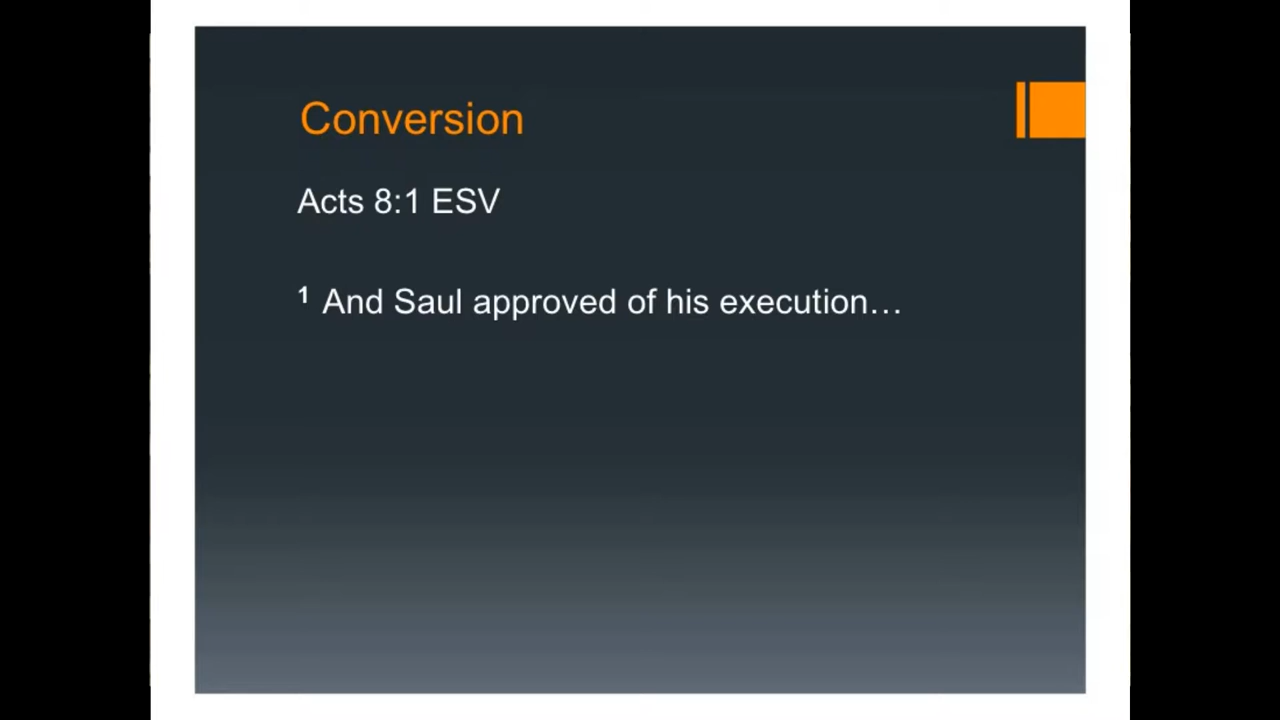 Conversion
Acts 8:1 ESV
¹ And Saul approved of his execution…